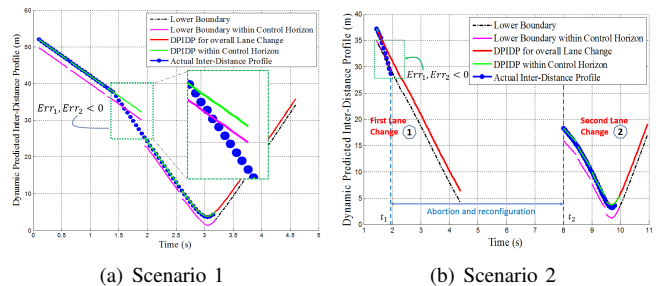 Lower Boundary
Lower Boundary within Control Horizon
DPIDP for overall Lane Change
DPIDP within Control Horizon
Actual Inter-Distance Profile
Dynamic Predicted Inter-Distance Profile (m)
60
50
40
30
20
10
0
Err₁, Err₂ < 0
0.1 0.5 1 1.5 2 2.5 3 3.5 4 4.5 5
Time (s)
(a) Scenario 1
Lower Boundary
Lower Boundary within Control Horizon
DPIDP for overall Lane Change
DPIDP within Control Horizon
Actual Inter-Distance Profile
Dynamic Predicted Inter-Distance Profile (m)
40
35
30
25
20
15
10
5
0
Err₁, Err₂ < 0
First Lane
Change 1
Second Lane
Change 2
Abortion and reconfiguration
t₁ t₂
1 2 3 4 5 6 7 8 9 10 11
Time (s)
(b) Scenario 2